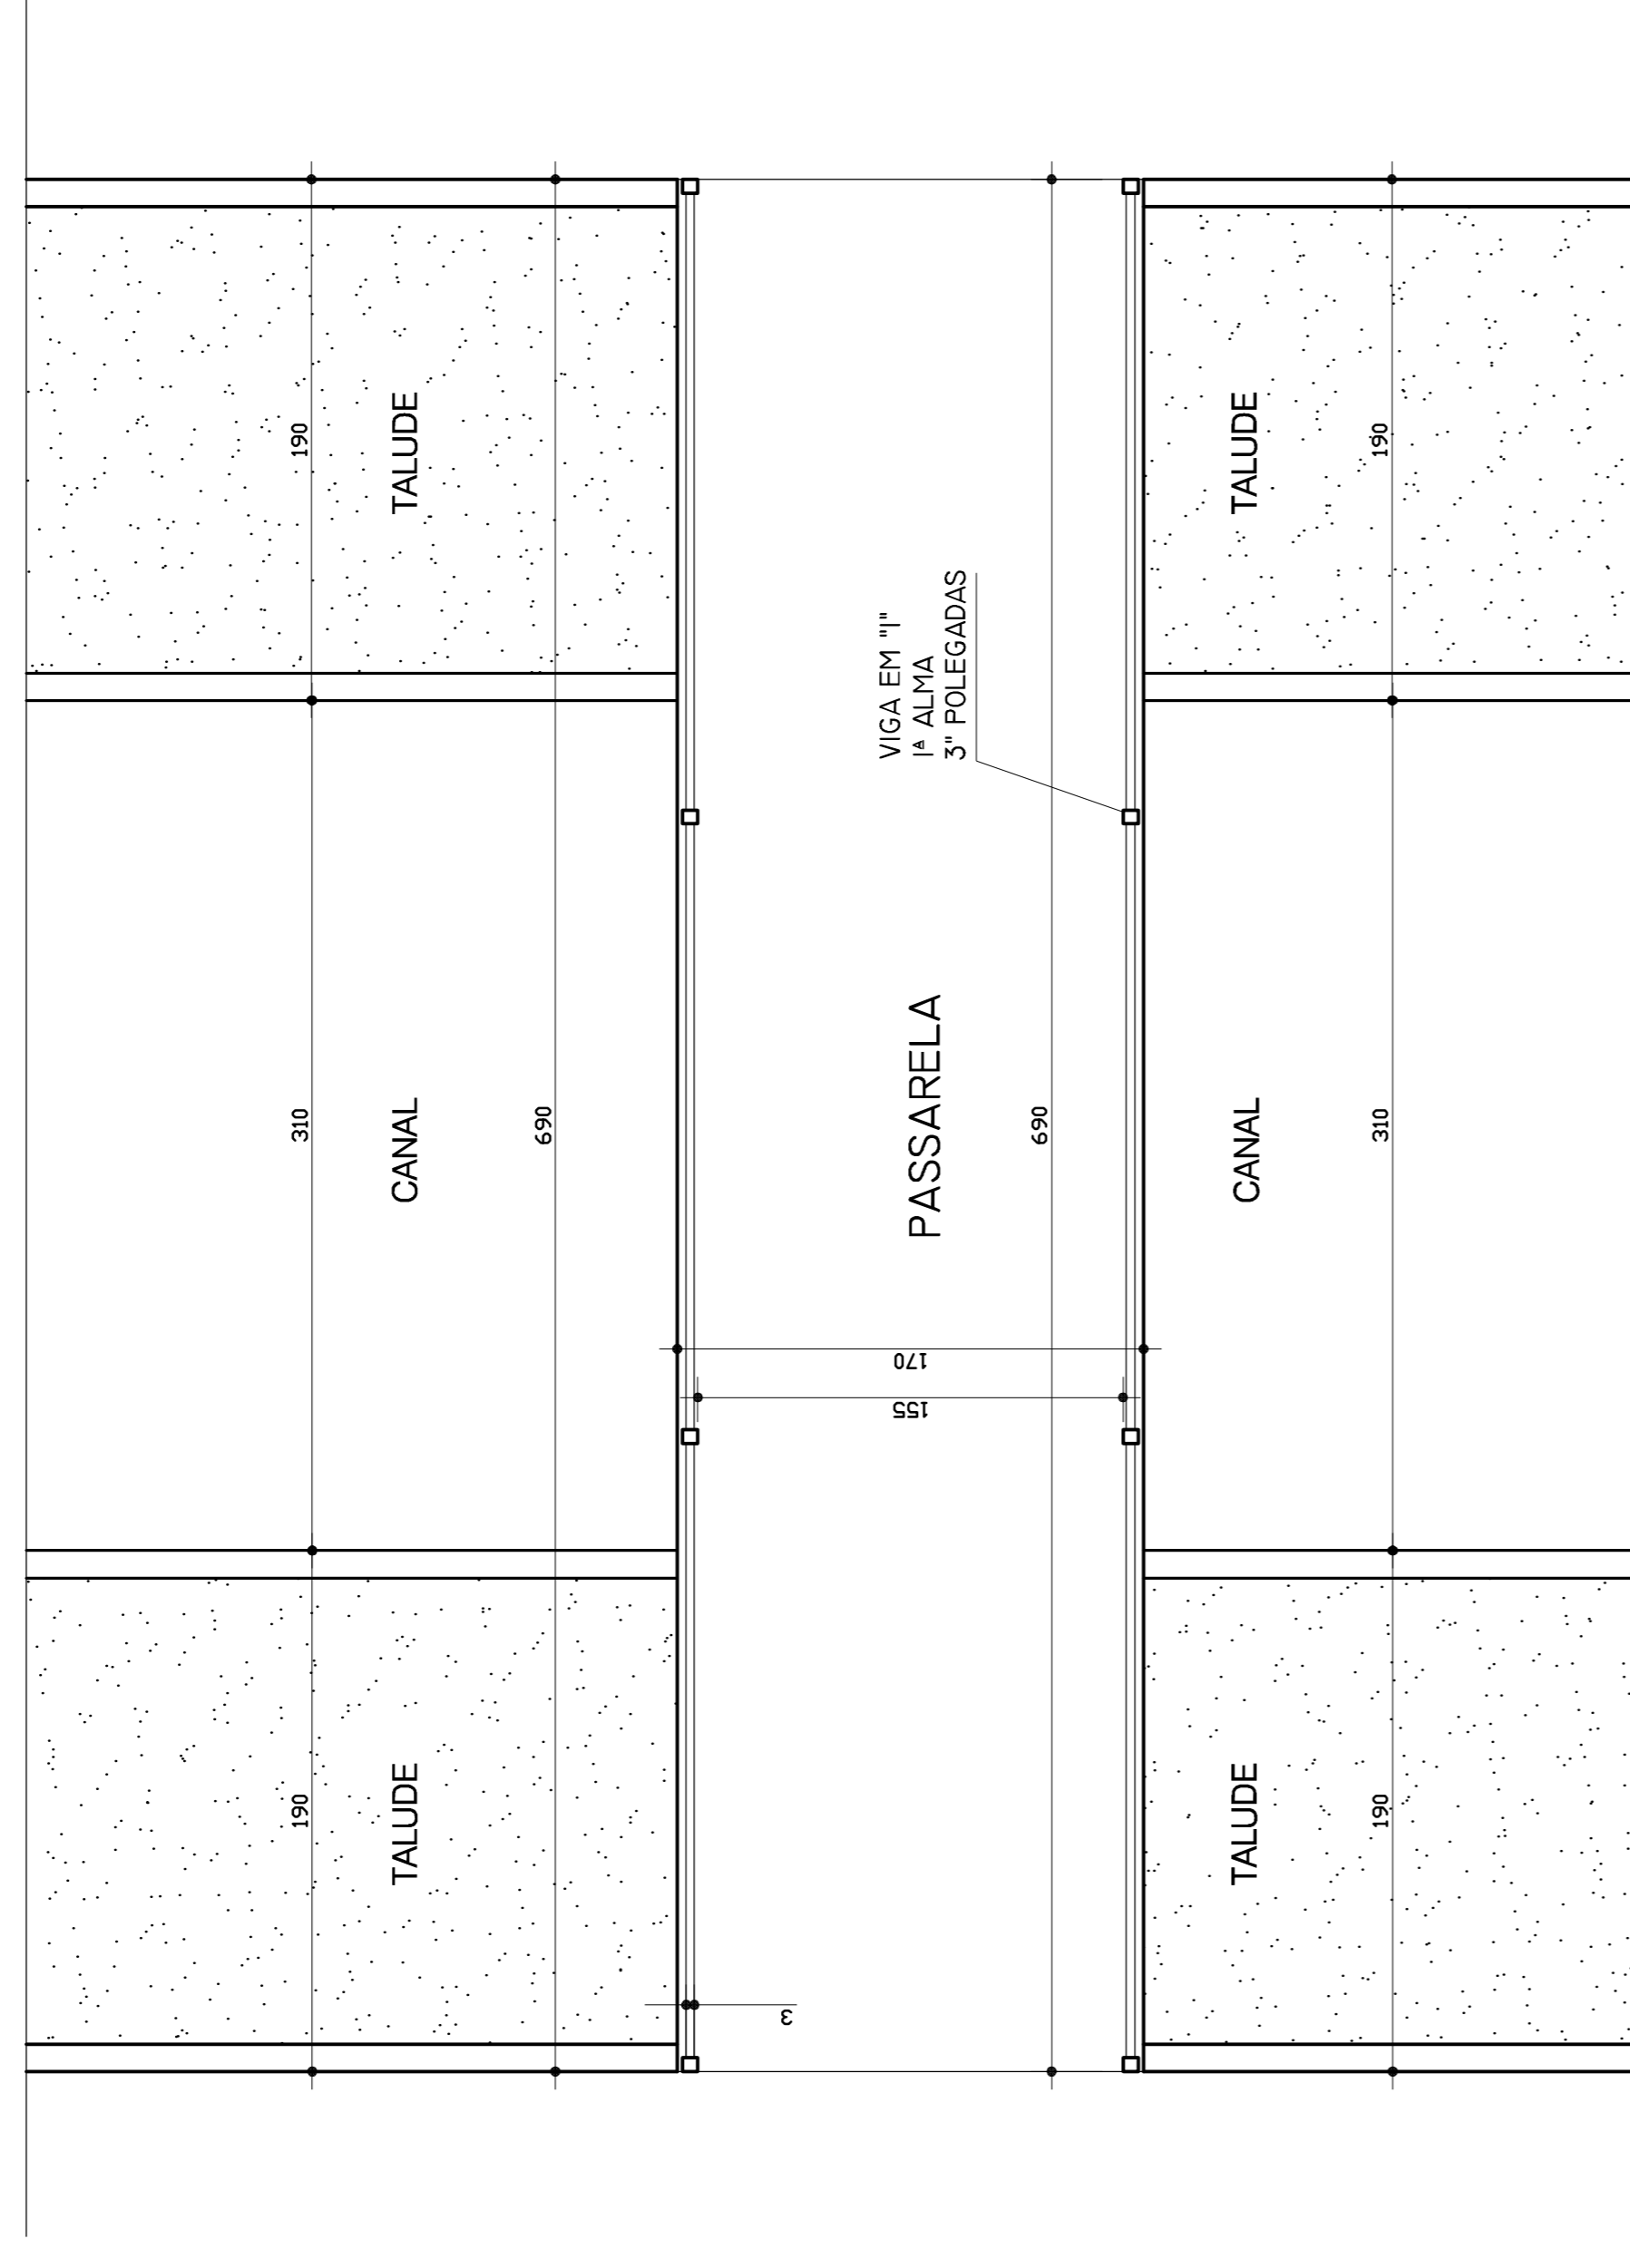 190
310
190
TALUDE
CANAL
TALUDE
690
3
VIGA EM "I"
1ª ALMA
3" POLEGADAS
155
170
PASSARELA
690
TALUDE
CANAL
TALUDE
190
310
190